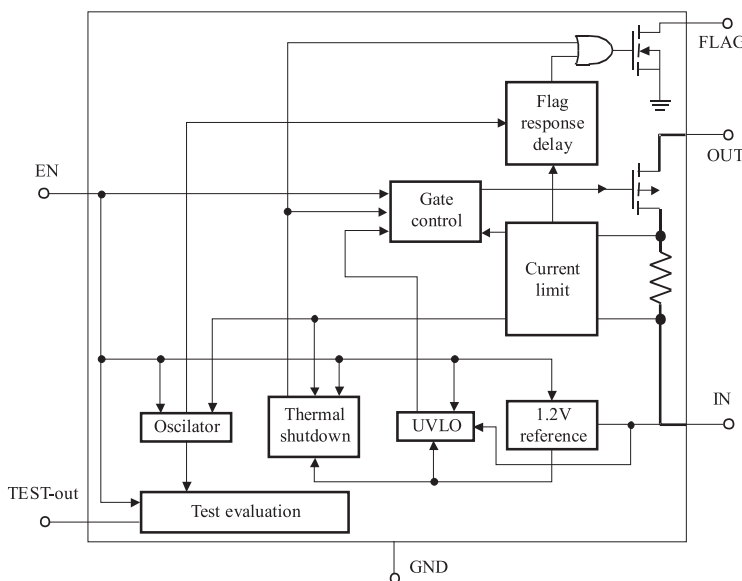 FLAG
Flag
response
delay
OUT
EN
Gate
control
Current
limit
IN
Thermal
shutdown
Oscilator
UVLO
1.2V
reference
TEST-out
Test evaluation
GND